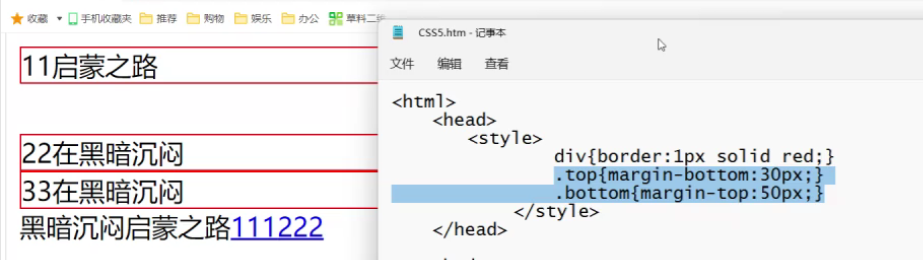 收藏 手机收藏夹 推荐 购物 娱乐 办公 草料二
11启蒙之路
22在黑暗沉闷
33在黑暗沉闷
黑暗沉闷启蒙之路111222
CSS5.htm - 记事本
文件 编辑 查看
<html>
<head>
<style>
div{border:1px solid red;}
.top{margin-bottom:30px;}
.bottom{margin-top:50px;}
</style>
</head>